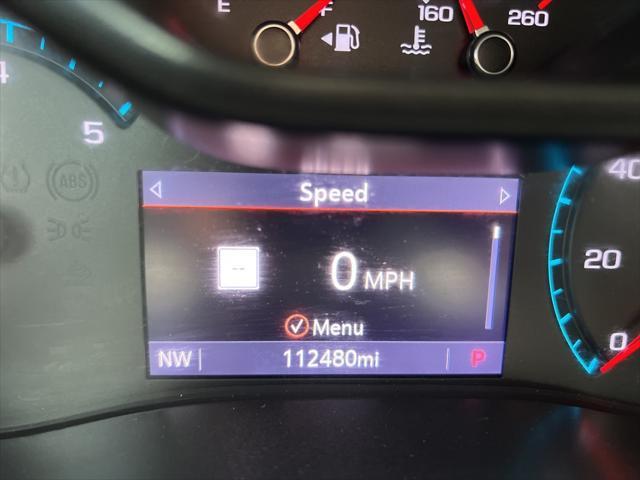 E F
160 260
4
5
ABS
Speed
40
20
0
--
0 MPH
Menu
NW 112480mi P